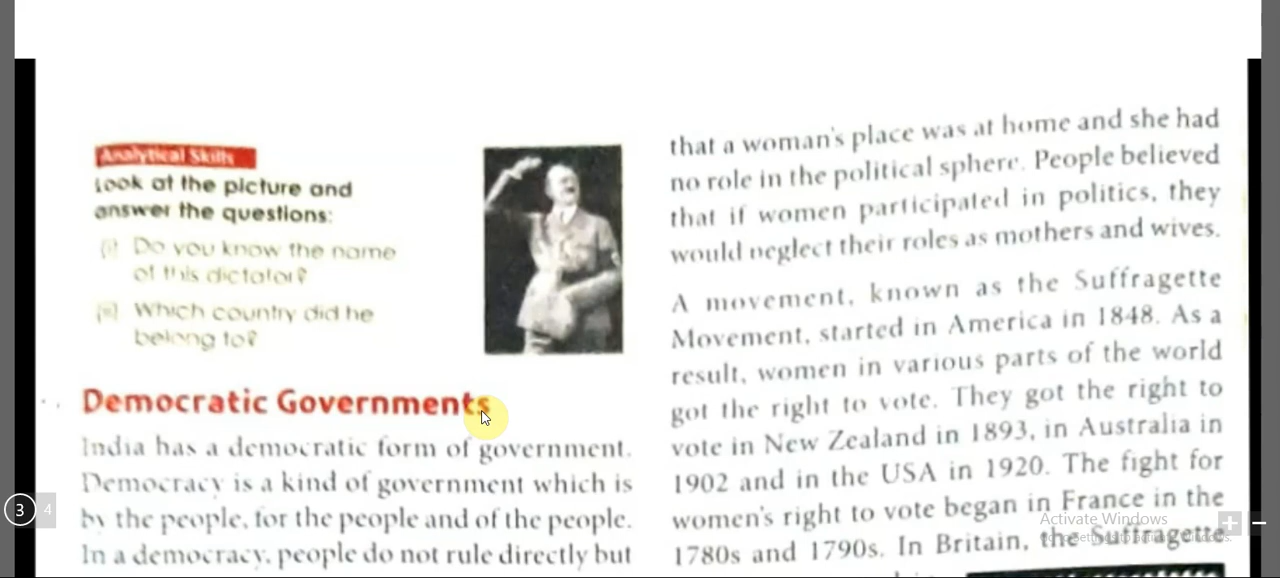 Analytical Skills
Look at the picture and
answer the questions:
(i) Do you know the name
of this dictator?
(ii) Which country did he
belong to?
Democratic Governments
India has a democratic form of government.
Democracy is a kind of government which is
by the people, for the people and of the people.
In a democracy, people do not rule directly but
that a woman's place was at home and she had
no role in the political sphere. People believed
that if women participated in politics, they
would neglect their roles as mothers and wives.
A movement, known as the Suffragette
Movement, started in America in 1848. As a
result, women in various parts of the world
got the right to vote. They got the right to
vote in New Zealand in 1893, in Australia in
1902 and in the USA in 1920. The fight for
women's right to vote began in France in the
1780s and 1790s. In Britain, the Suffragette
3 4
Activate Windows